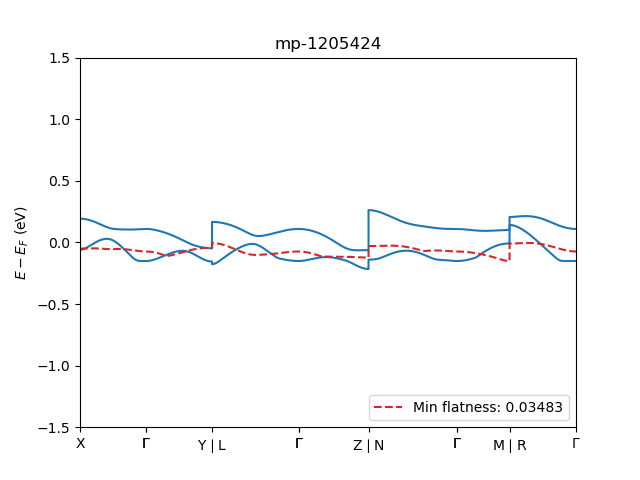 mp-1205424
E − E_F (eV)
1.5
1.0
0.5
0.0
−0.5
−1.0
−1.5
Min flatness: 0.03483
X Γ Y | L Γ Z | N Γ M | R Γ